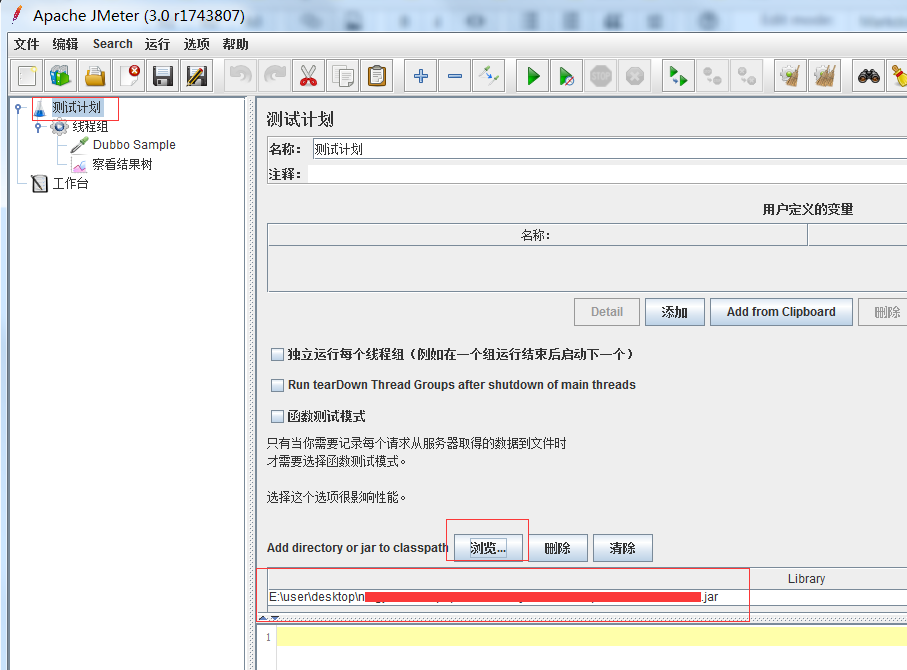 Apache JMeter (3.0 r1743807)
文件 编辑 Search 运行 选项 帮助
STOP
测试计划
线程组
Dubbo Sample
察看结果树
工作台
测试计划
名称： 测试计划
注释：
用户定义的变量
名称：
Detail 添加 Add from Clipboard 删除
独立运行每个线程组（例如在一个组运行结束后启动下一个）
Run tearDown Thread Groups after shutdown of main threads
函数测试模式
只有当你需要记录每个请求从服务器取得的数据到文件时
才需要选择函数测试模式。
选择这个选项很影响性能。
Add directory or jar to classpath 浏览... 删除 清除
Library
E:\user\desktop\n .jar
1